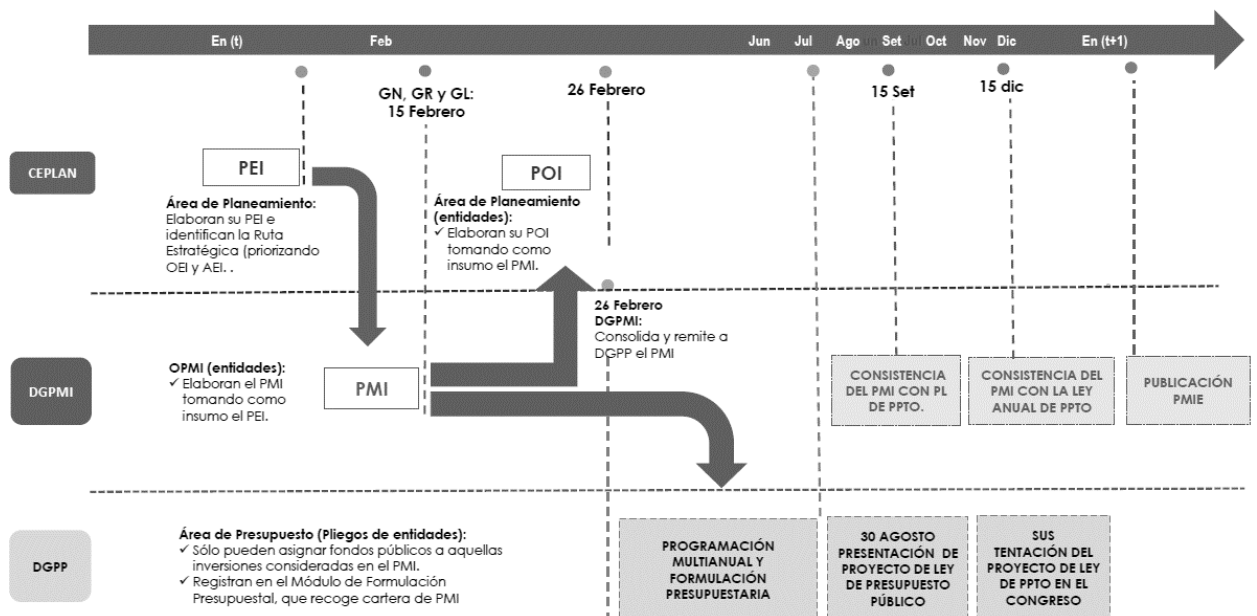 En (t)
Feb
Jun
Jul
Ago
Set
Oct
Nov
Dic
En (t+1)
GN, GR y GL:
15 Febrero
26 Febrero
15 Set
15 dic
CEPLAN
PEI
Área de Planeamiento:
Elaboran su PEI e
identifican la Ruta
Estratégica (priorizando
OEI y AEI. .
POI
Área de Planeamiento
(entidades):
✓ Elaboran su POI
tomando como
insumo el PMI.
26 Febrero
DGPMI:
Consolida y remite a
DGPP el PMI
DGPMI
OPMI (entidades):
✓ Elaboran el PMI
tomando como
insumo el PEI.
PMI
CONSISTENCIA
DEL PMI CON PL
DE PPTO.
CONSISTENCIA DEL
PMI CON LA LEY
ANUAL DE PPTO
PUBLICACIÓN
PMIE
DGPP
Área de Presupuesto (Pliegos de entidades):
✓ Sólo pueden asignar fondos públicos a aquellas
inversiones consideradas en el PMI.
✓ Registran en el Módulo de Formulación
Presupuestal, que recoge cartera de PMI
PROGRAMACIÓN
MULTIANUAL Y
FORMULACIÓN
PRESUPUESTARIA
30 AGOSTO
PRESENTACIÓN DE
PROYECTO DE LEY
DE PRESUPUESTO
PÚBLICO
SUS
TENTACIÓN DEL
PROYECTO DE LEY
DE PPTO EN EL
CONGRESO